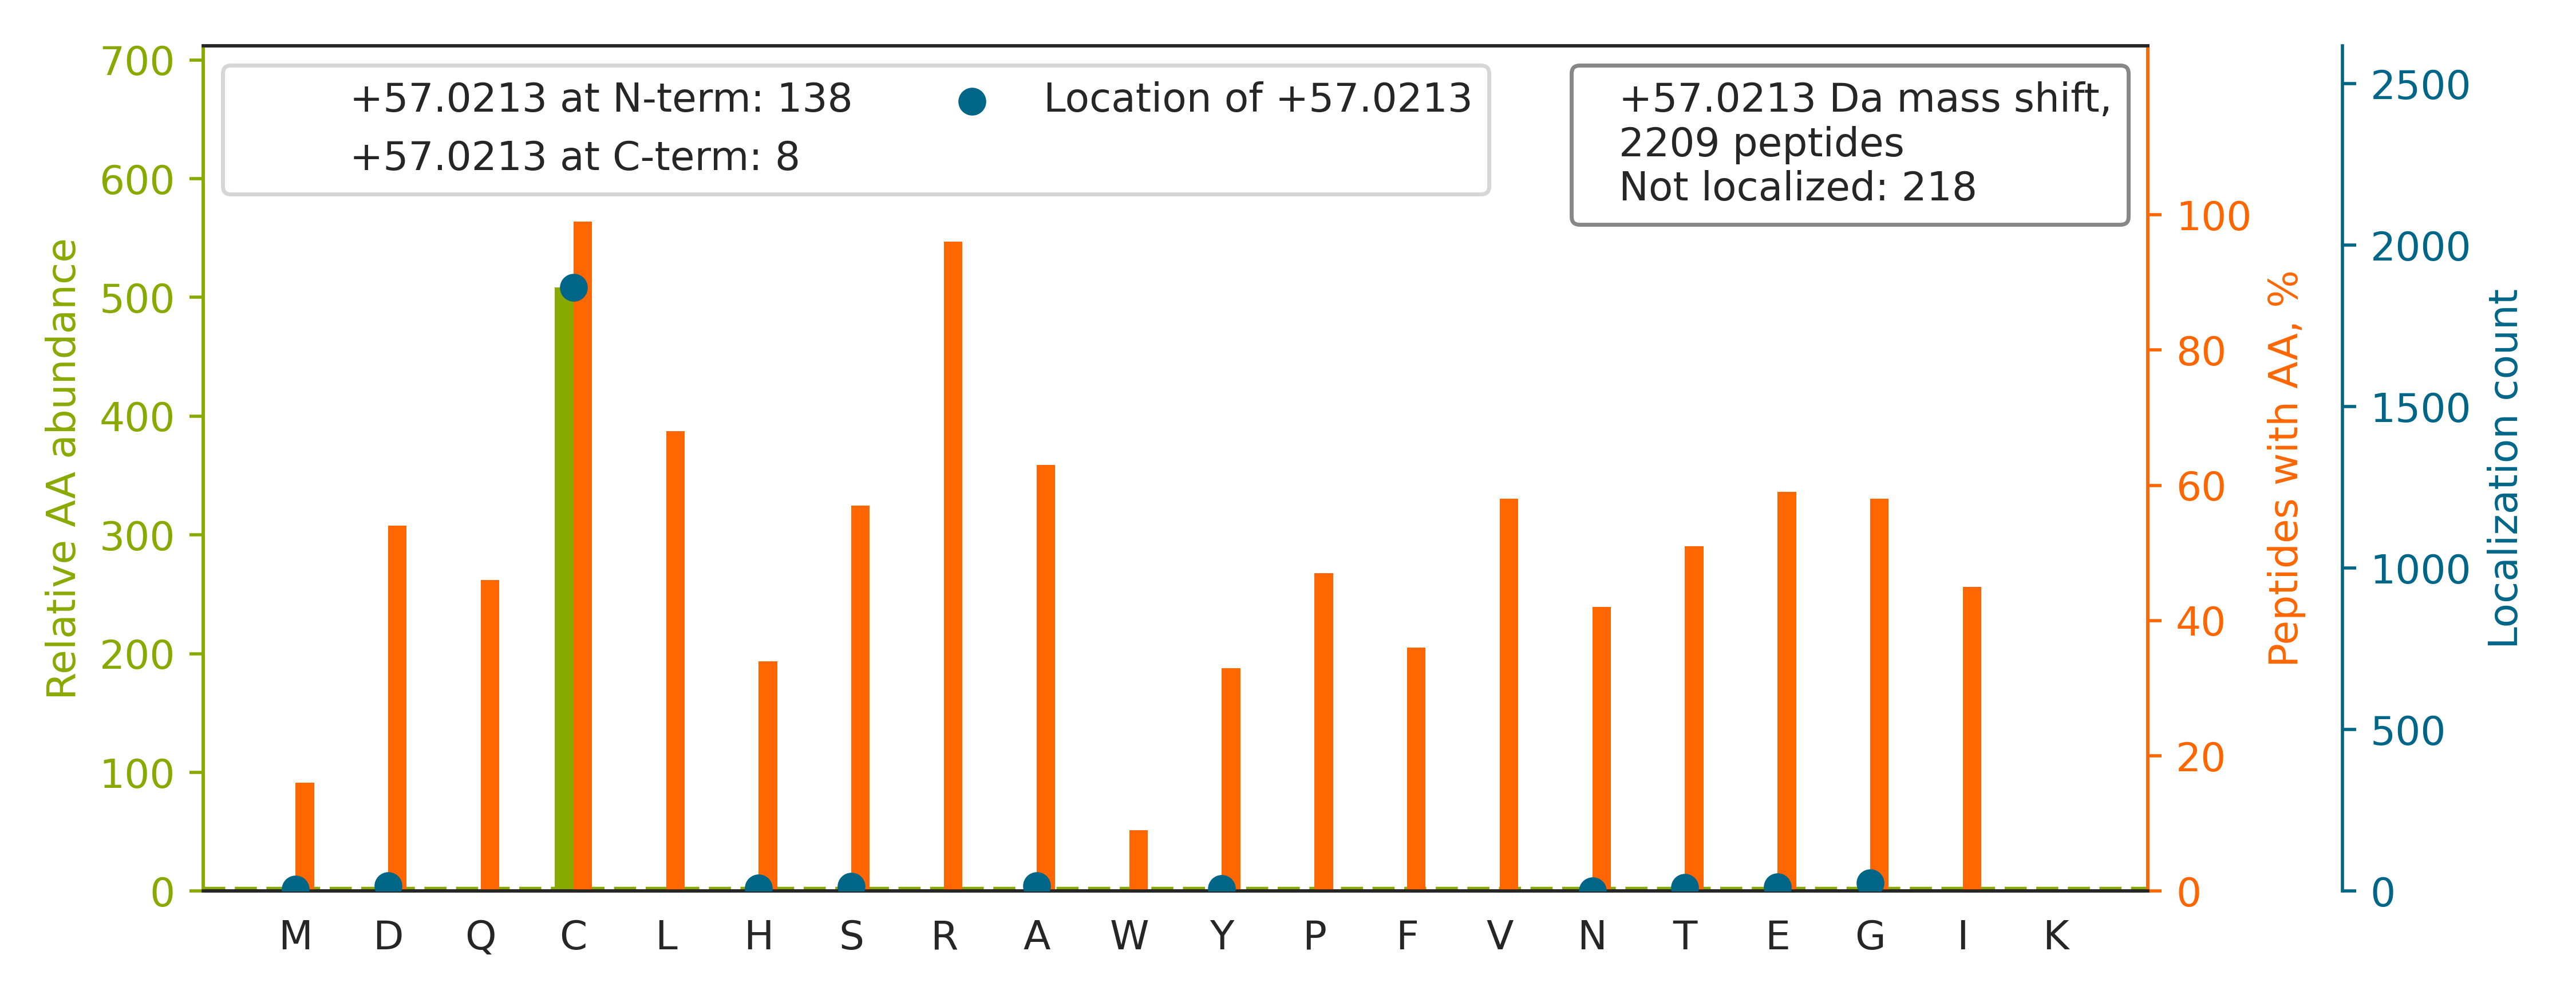 +57.0213 at N-term: 138
+57.0213 at C-term: 8
Location of +57.0213
+57.0213 Da mass shift,
2209 peptides
Not localized: 218
Relative AA abundance
700
600
500
400
300
200
100
0
M D Q C L H S R A W Y P F V N T E G I K
100
80
60
40
20
0
Peptides with AA, %
2500
2000
1500
1000
500
0
Localization count